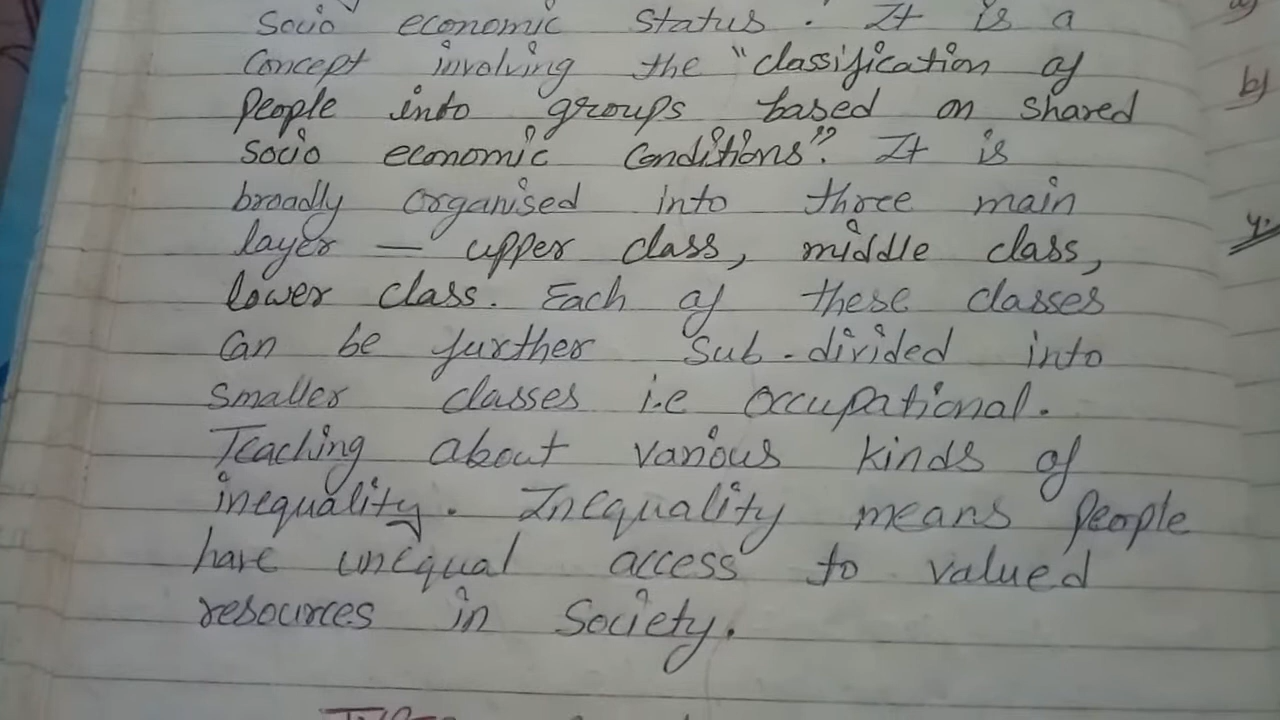 Socio economic Status. It is a
Concept involving the "classification of
People into groups based on shared
Socio economic Conditions". It is
broadly organised into three main
layer — upper class, middle class,
lower class. Each of these classes
Can be further Sub-divided into
smaller classes i.e occupational.
Teaching about various kinds of
inequality. Inequality means People
have unequal access to valued
resources in Society.
b)
4.